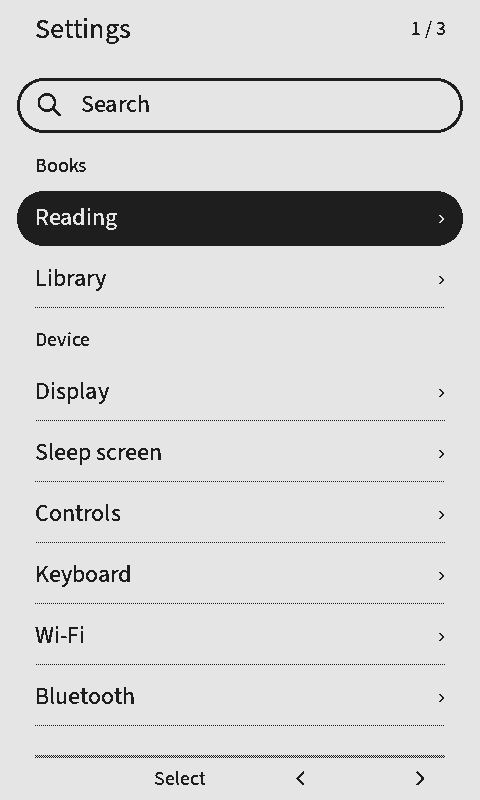 Settings
1 / 3
Search
Books
Reading
Library
Device
Display
Sleep screen
Controls
Keyboard
Wi-Fi
Bluetooth
Select